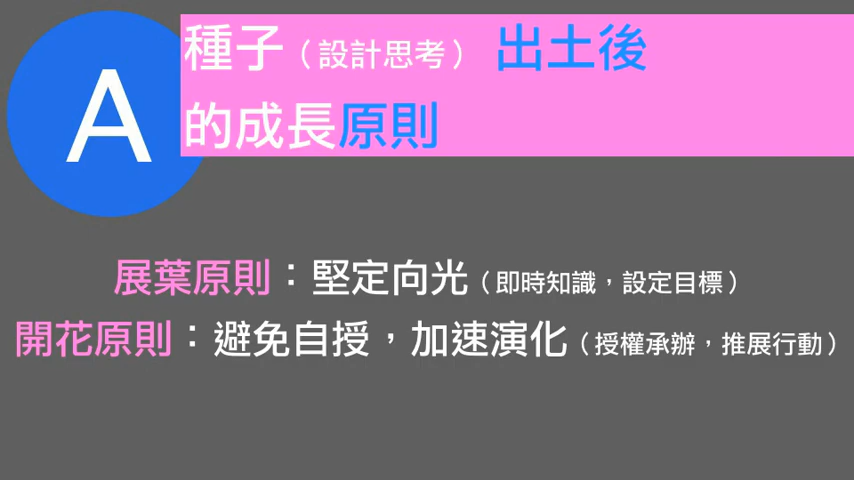 A
種子（設計思考）出土後
的成長原則
展葉原則：堅定向光（即時知識，設定目標）
開花原則：避免自授，加速演化（授權承辦，推展行動）